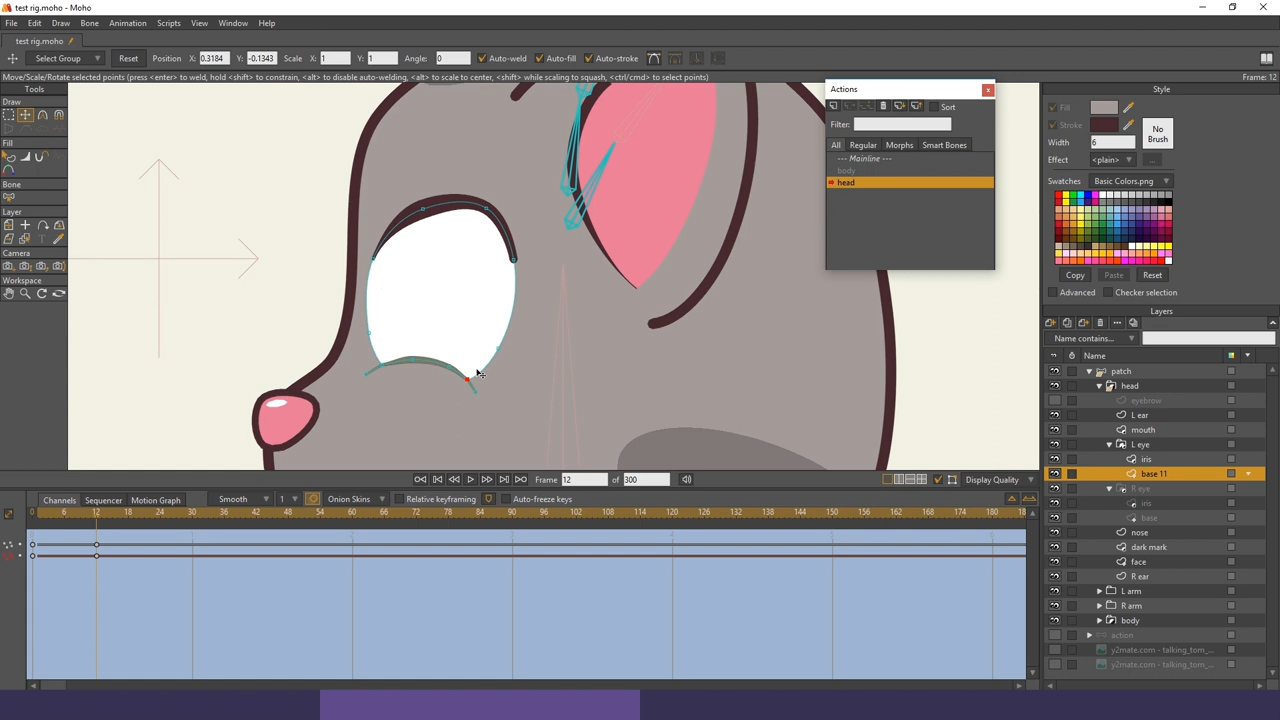 test rig.moho - Moho
File Edit Draw Bone Animation Scripts View Window Help
test rig.moho
Select Group Reset Position X: 0.3184 Y: -0.1343 Scale X: 1 Y: 1 Angle: 0 Auto-weld Auto-fill Auto-stroke
Move/Scale/Rotate selected points (press <enter> to weld, hold <shift> to constrain, <alt> to disable auto-welding, <alt> to scale to center, <shift> while scaling to squash, <ctrl/cmd> to select points) Frame: 12
Tools
Draw
Fill
Bone
Layer
Camera
Workspace
Actions
Sort
Filter:
All Regular Morphs Smart Bones
--- Mainline ---
body
head
Style
Fill
Stroke
No Brush
Width 6
Effect <plain> ...
Swatches Basic Colors.png
Copy Paste Reset
Advanced Checker selection
Layers
Name contains...
Name
patch
head
eyebrow
L ear
mouth
L eye
iris
base 11
R eye
iris
base
nose
dark mark
face
R ear
L arm
R arm
body
action
y2mate.com - talking_tom_...
y2mate.com - talking_tom_...
Frame 12 of 300 Display Quality
Channels Sequencer Motion Graph Smooth 1 Onion Skins Relative keyframing Auto-freeze keys
0 6 12 18 24 30 36 42 48 54 60 66 72 78 84 90 96 102 108 114 120 126 132 138 144 150 156 162 168 174 180 18